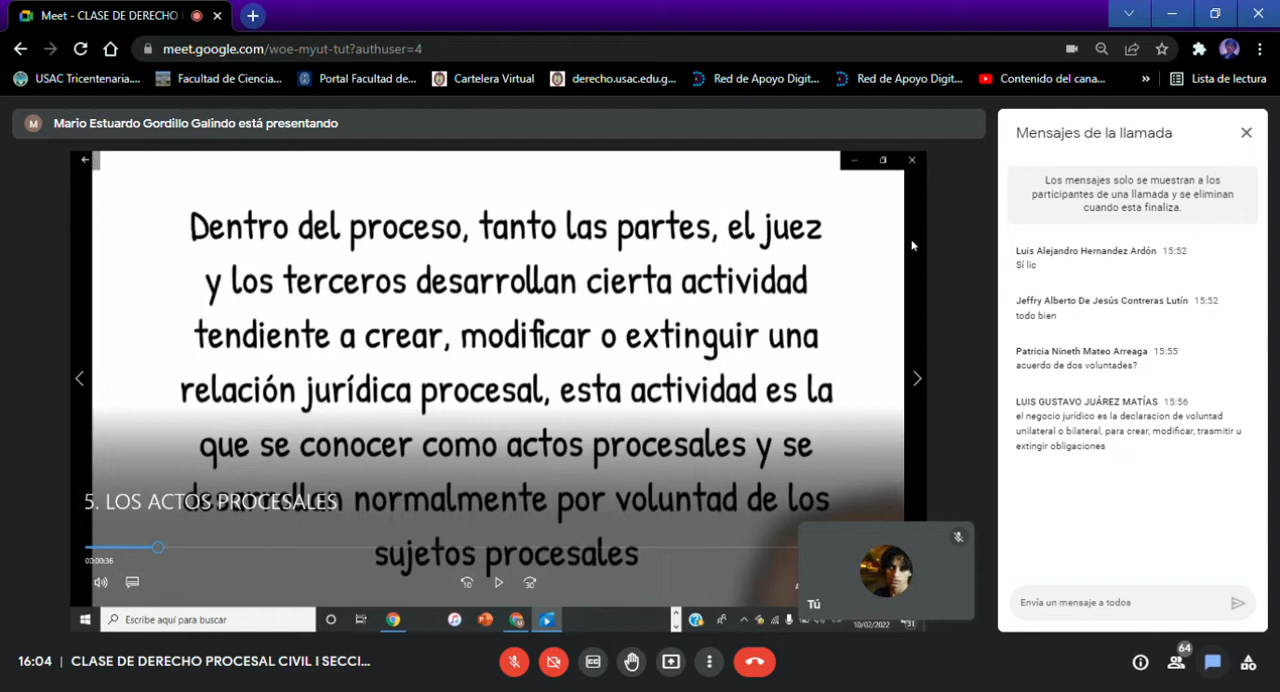 Meet - CLASE DE DERECHO
meet.google.com/woe-myut-tut?authuser=4
USAC Tricentenaria....
Facultad de Ciencia...
Portal Facultad de...
Cartelera Virtual
derecho.usac.edu.g...
Red de Apoyo Digit...
Red de Apoyo Digit...
Contenido del cana...
»
Lista de lectura
M
Mario Estuardo Gordillo Galindo está presentando
Dentro del proceso, tanto las partes, el juez
y los terceros desarrollan cierta actividad
tendiente a crear, modificar o extinguir una
relación jurídica procesal, esta actividad es la
que se conocer como actos procesales y se
desarrollan normalmente por voluntad de los
sujetos procesales
5. LOS ACTOS PROCESALES
00:00:36
10
30
Tú
Escribe aquí para buscar
10/02/2022
31
Mensajes de la llamada
Los mensajes solo se muestran a los
participantes de una llamada y se eliminan
cuando esta finaliza.
Luis Alejandro Hernandez Ardón 15:52
Sí lic
Jeffry Alberto De Jesús Contreras Lutín 15:52
todo bien
Patricia Nineth Mateo Arreaga 15:55
acuerdo de dos voluntades?
LUIS GUSTAVO JUÁREZ MATÍAS 15:56
el negocio jurídico es la declaracion de voluntad
unilateral o bilateral, para crear, modificar, trasmitir u
extingir obligaciones
Envía un mensaje a todos
16:04 | CLASE DE DERECHO PROCESAL CIVIL I SECCI...
64